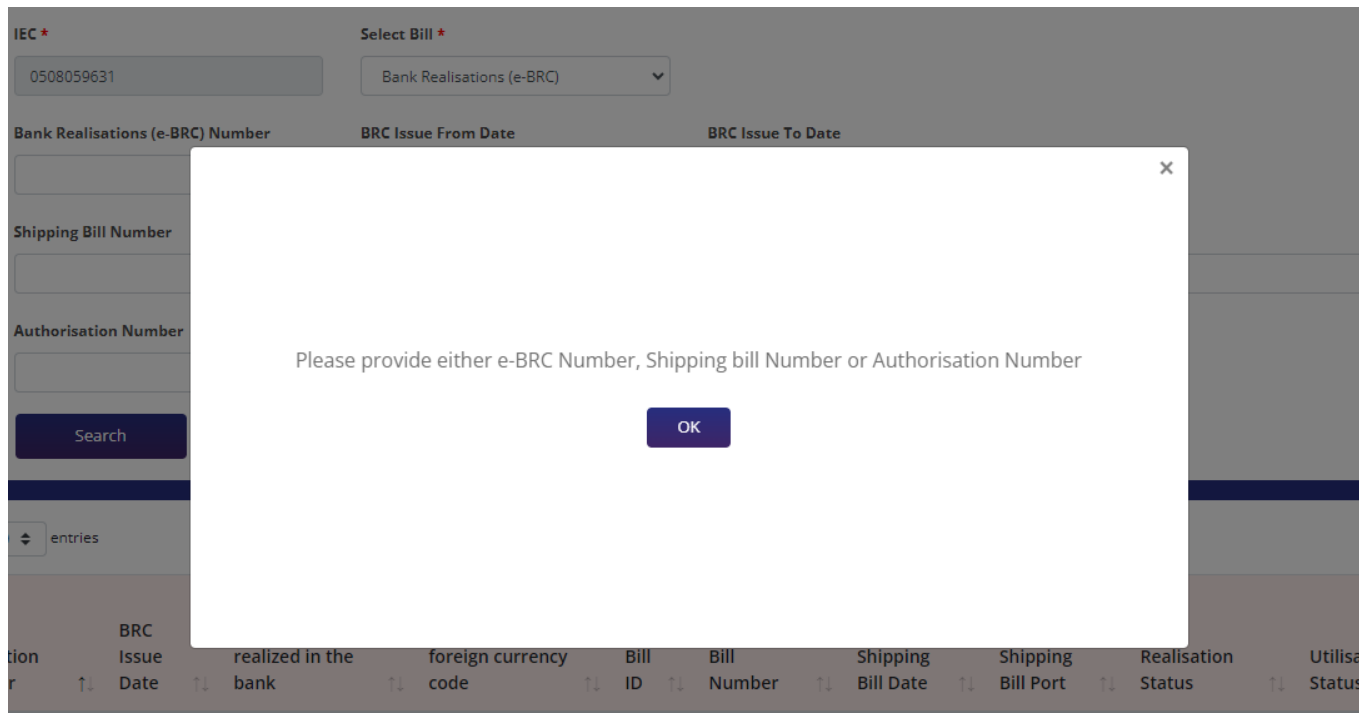 IEC *
Select Bill *
0508059631
Bank Realisations (e-BRC)
Bank Realisations (e-BRC) Number
BRC Issue From Date
BRC Issue To Date
×
Shipping Bill Number
Authorisation Number
Please provide either e-BRC Number, Shipping bill Number or Authorisation Number
OK
Search
entries
BRC
Issue
Date
realized in the
bank
foreign currency
code
Bill
ID
Bill
Number
Shipping
Bill Date
Shipping
Bill Port
Realisation
Status
Status